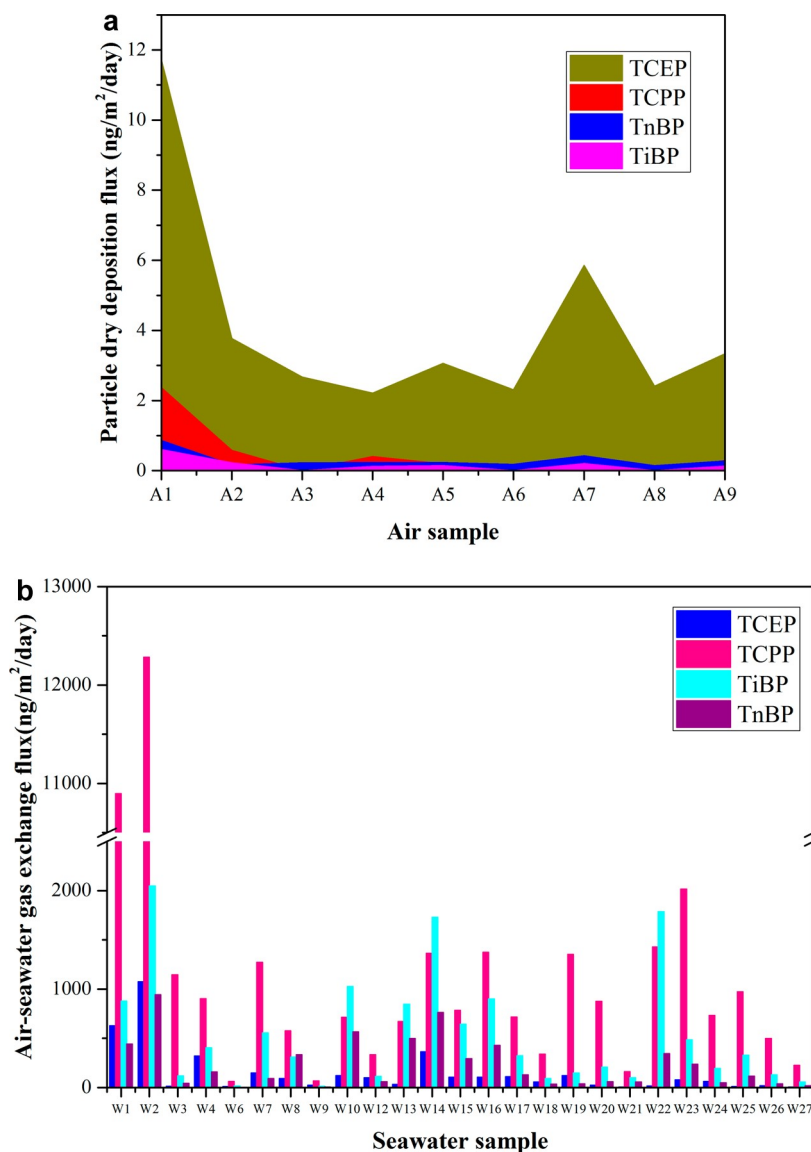 a
Particle dry deposition flux (ng/m²/day)
12
10
8
6
4
2
0
TCEP
TCPP
TnBP
TiBP
A1 A2 A3 A4 A5 A6 A7 A8 A9
Air sample
b
Air-seawater gas exchange flux(ng/m²/day)
13000
12000
11000
2000
1000
0
TCEP
TCPP
TiBP
TnBP
W1 W2 W3 W4 W6 W7 W8 W9 W10 W12 W13 W14 W15 W16 W17 W18 W19 W20 W21 W22 W23 W24 W25 W26 W27
Seawater sample